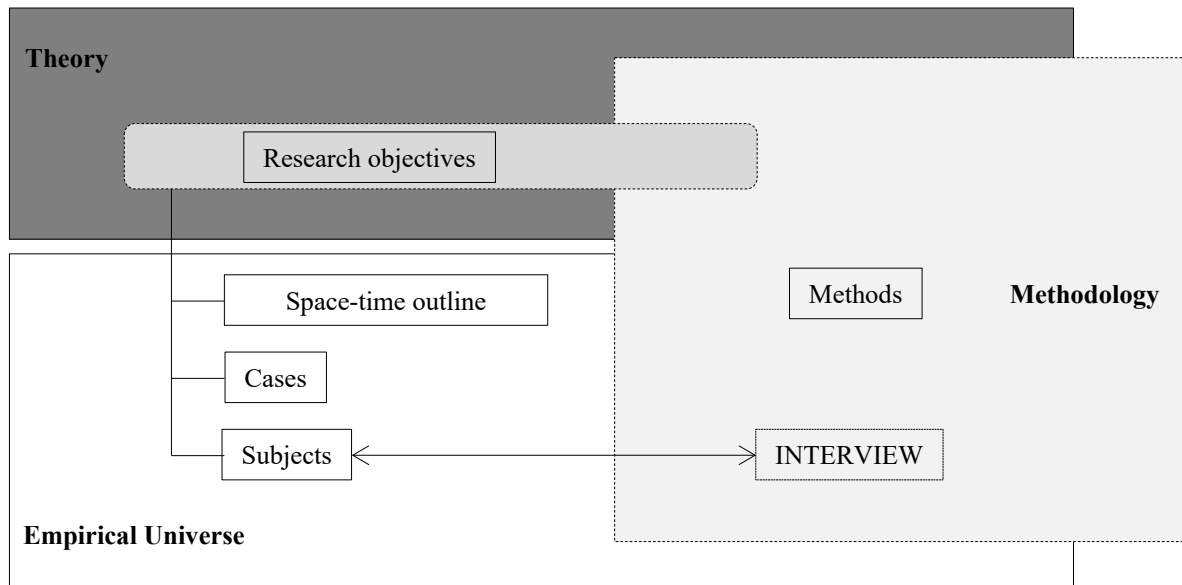 Theory
Research objectives
Space-time outline
Methods
Methodology
Cases
Subjects
INTERVIEW
Empirical Universe